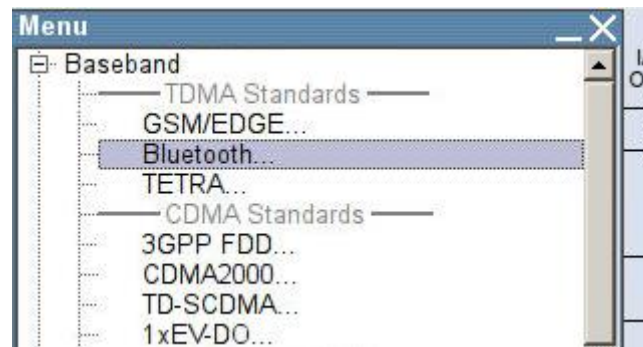 Menu
Baseband
TDMA Standards
GSM/EDGE...
Bluetooth...
TETRA...
CDMA Standards
3GPP FDD...
CDMA2000...
TD-SCDMA...
1xEV-DO...